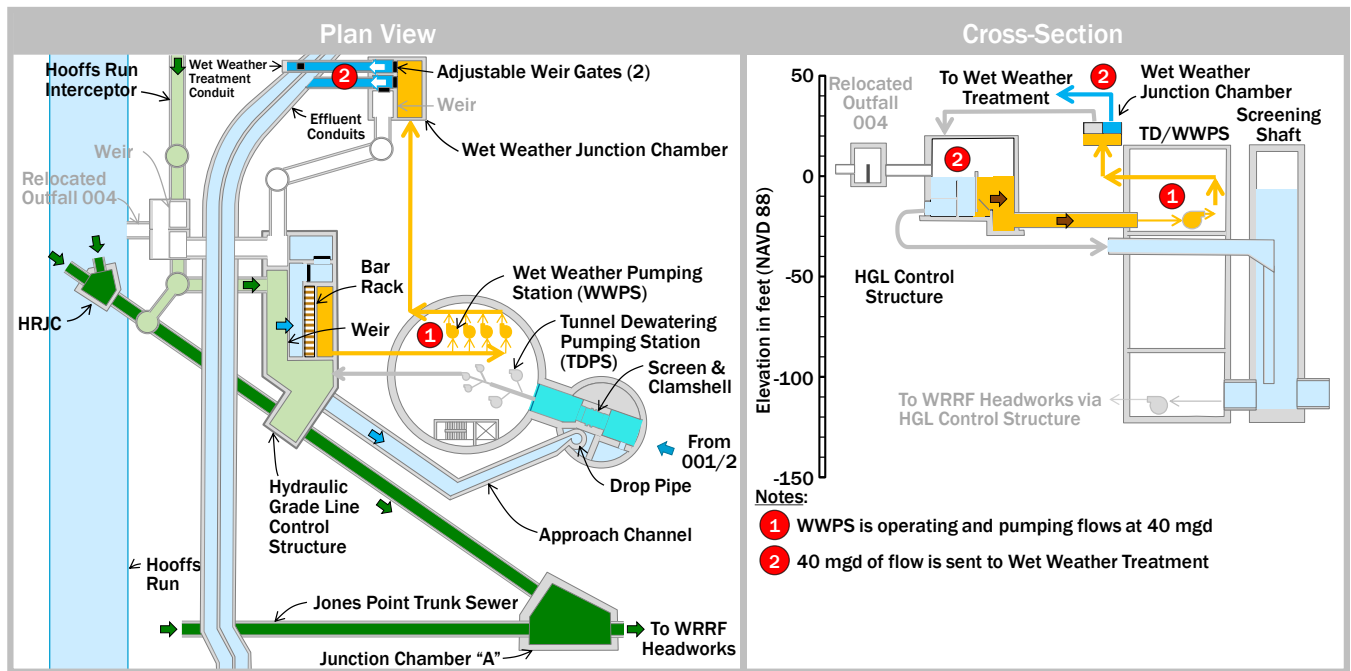 Plan View
Hooffs Run
Interceptor
Wet Weather
Treatment
Conduit
2
Adjustable Weir Gates (2)
Weir
Effluent
Conduits
Wet Weather Junction Chamber
Weir
Relocated
Outfall 004
HRJC
Bar
Rack
Weir
1
Wet Weather Pumping
Station (WWPS)
Tunnel Dewatering
Pumping Station
(TDPS)
Screen &
Clamshell
From
001/2
Drop Pipe
Hydraulic
Grade Line
Control
Structure
Approach Channel
Hooffs
Run
Jones Point Trunk Sewer
To WRRF
Headworks
Junction Chamber “A”
Cross-Section
Elevation in feet (NAVD 88)
50
0
-50
-100
-150
Relocated
Outfall
004
To Wet Weather
Treatment
2
Wet Weather
Junction Chamber
TD/WWPS
Screening
Shaft
2
1
HGL Control
Structure
To WRRF Headworks via
HGL Control Structure
Notes:
1 WWPS is operating and pumping flows at 40 mgd
2 40 mgd of flow is sent to Wet Weather Treatment